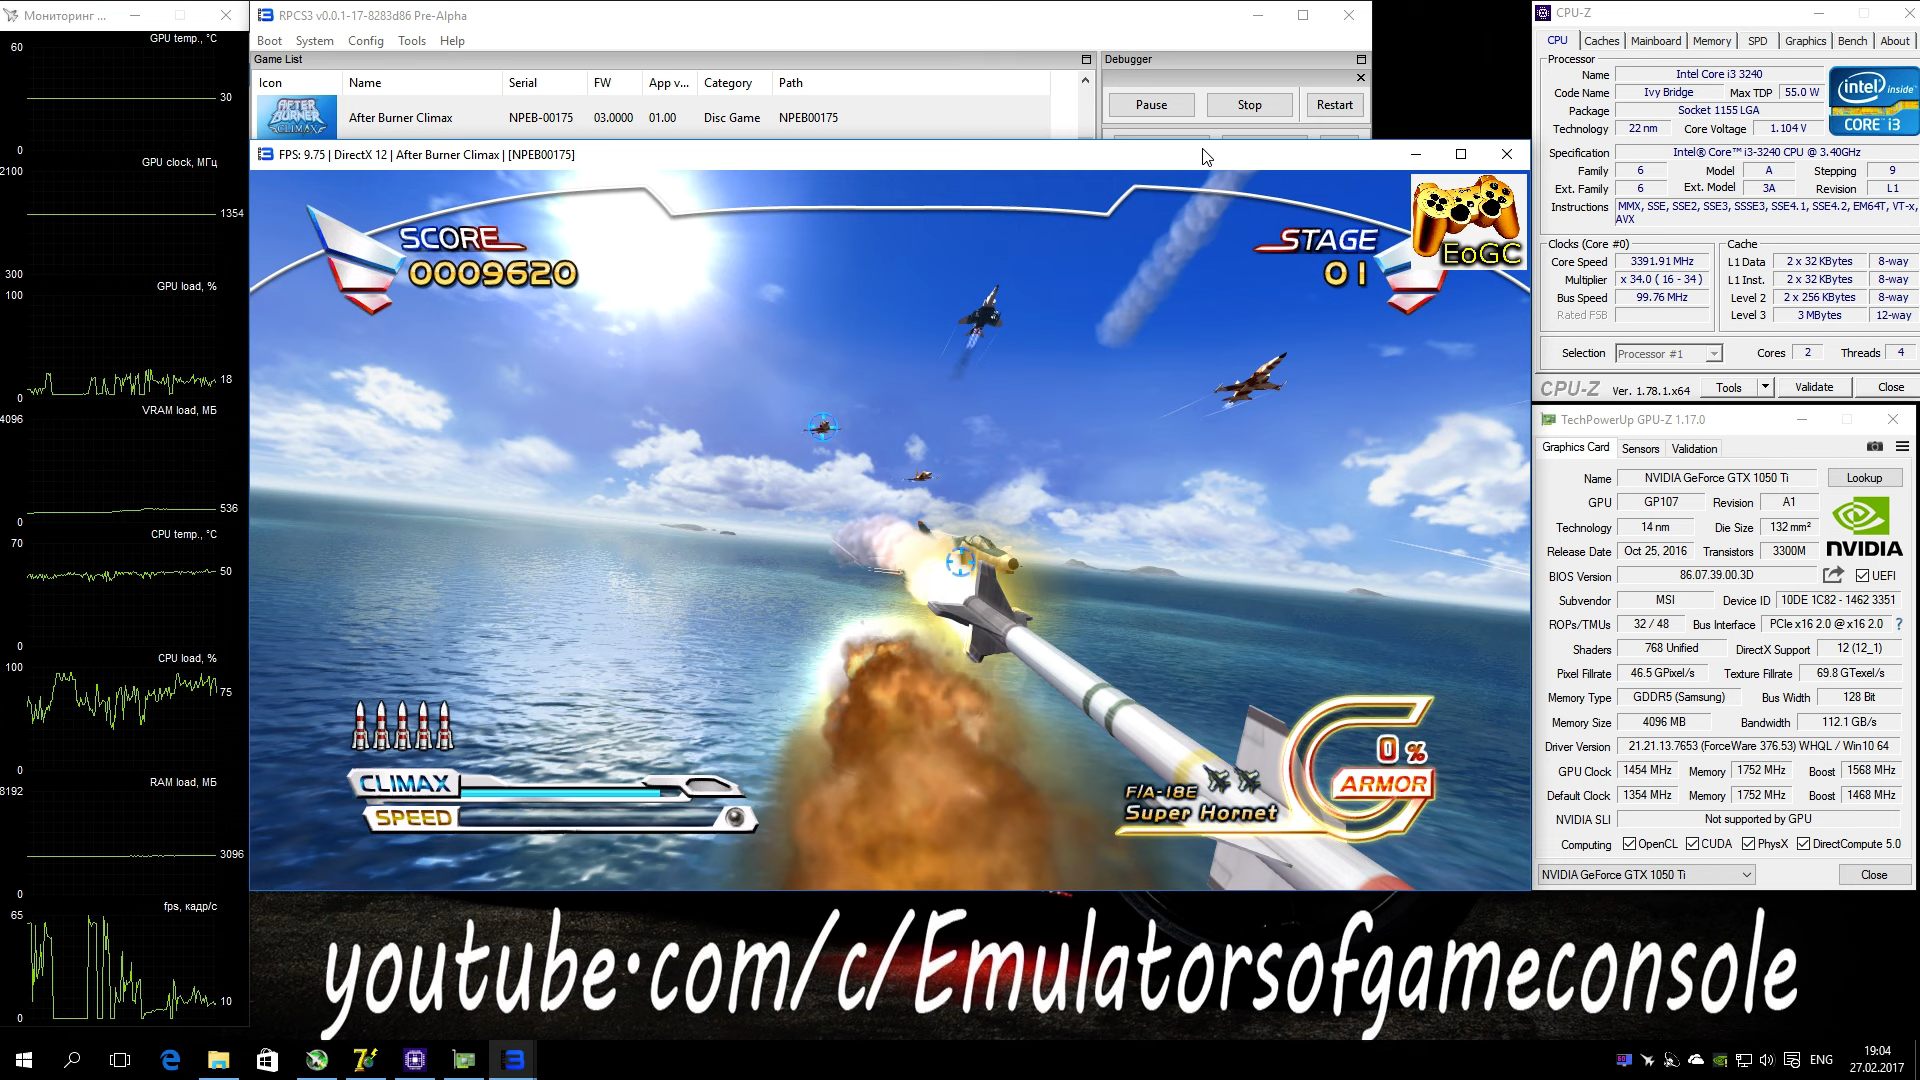 Мониторинг ...
GPU temp., °C
60
30
0
GPU clock, МГц
2100
1354
300
GPU load, %
100
18
0
VRAM load, МБ
4096
536
0
CPU temp., °C
70
50
0
CPU load, %
100
75
0
RAM load, МБ
8192
3096
0
fps, кадр/с
65
10
0
RPCS3 v0.0.1-17-8283d86 Pre-Alpha
Boot System Config Tools Help
Game List
Icon Name Serial FW App v... Category Path
AFTER BURNER CLIMAX After Burner Climax NPEB-00175 03.0000 01.00 Disc Game NPEB00175
Debugger
Pause Stop Restart
FPS: 9.75 | DirectX 12 | After Burner Climax | [NPEB00175]
SCORE
0009620
STAGE
01
EoGC
CLIMAX
SPEED
F/A-18E
Super Hornet
0 %
ARMOR
CPU-Z
CPU Caches Mainboard Memory SPD Graphics Bench About
Processor
Name Intel Core i3 3240
Code Name Ivy Bridge Max TDP 55.0 W
Package Socket 1155 LGA
Technology 22 nm Core Voltage 1.104 V
intel inside™
CORE i3
Specification Intel® Core™ i3-3240 CPU @ 3.40GHz
Family 6 Model A Stepping 9
Ext. Family 6 Ext. Model 3A Revision L1
Instructions MMX, SSE, SSE2, SSE3, SSSE3, SSE4.1, SSE4.2, EM64T, VT-x,
AVX
Clocks (Core #0)
Core Speed 3391.91 MHz
Multiplier x 34.0 ( 16 - 34 )
Bus Speed 99.76 MHz
Rated FSB
Cache
L1 Data 2 x 32 KBytes 8-way
L1 Inst. 2 x 32 KBytes 8-way
Level 2 2 x 256 KBytes 8-way
Level 3 3 MBytes 12-way
Selection Processor #1 Cores 2 Threads 4
CPU-Z Ver. 1.78.1.x64 Tools Validate Close
TechPowerUp GPU-Z 1.17.0
Graphics Card Sensors Validation
Name NVIDIA GeForce GTX 1050 Ti Lookup
GPU GP107 Revision A1
Technology 14 nm Die Size 132 mm²
Release Date Oct 25, 2016 Transistors 3300M
NVIDIA
BIOS Version 86.07.39.00.3D UEFI
Subvendor MSI Device ID 10DE 1C82 - 1462 3351
ROPs/TMUs 32 / 48 Bus Interface PCIe x16 2.0 @ x16 2.0 ?
Shaders 768 Unified DirectX Support 12 (12_1)
Pixel Fillrate 46.5 GPixel/s Texture Fillrate 69.8 GTexel/s
Memory Type GDDR5 (Samsung) Bus Width 128 Bit
Memory Size 4096 MB Bandwidth 112.1 GB/s
Driver Version 21.21.13.7653 (ForceWare 376.53) WHQL / Win10 64
GPU Clock 1454 MHz Memory 1752 MHz Boost 1568 MHz
Default Clock 1354 MHz Memory 1752 MHz Boost 1468 MHz
NVIDIA SLI Not supported by GPU
Computing OpenCL CUDA PhysX DirectCompute 5.0
NVIDIA GeForce GTX 1050 Ti Close
youtube.com/c/Emulatorsofgameconsole
ENG
19:04
27.02.2017